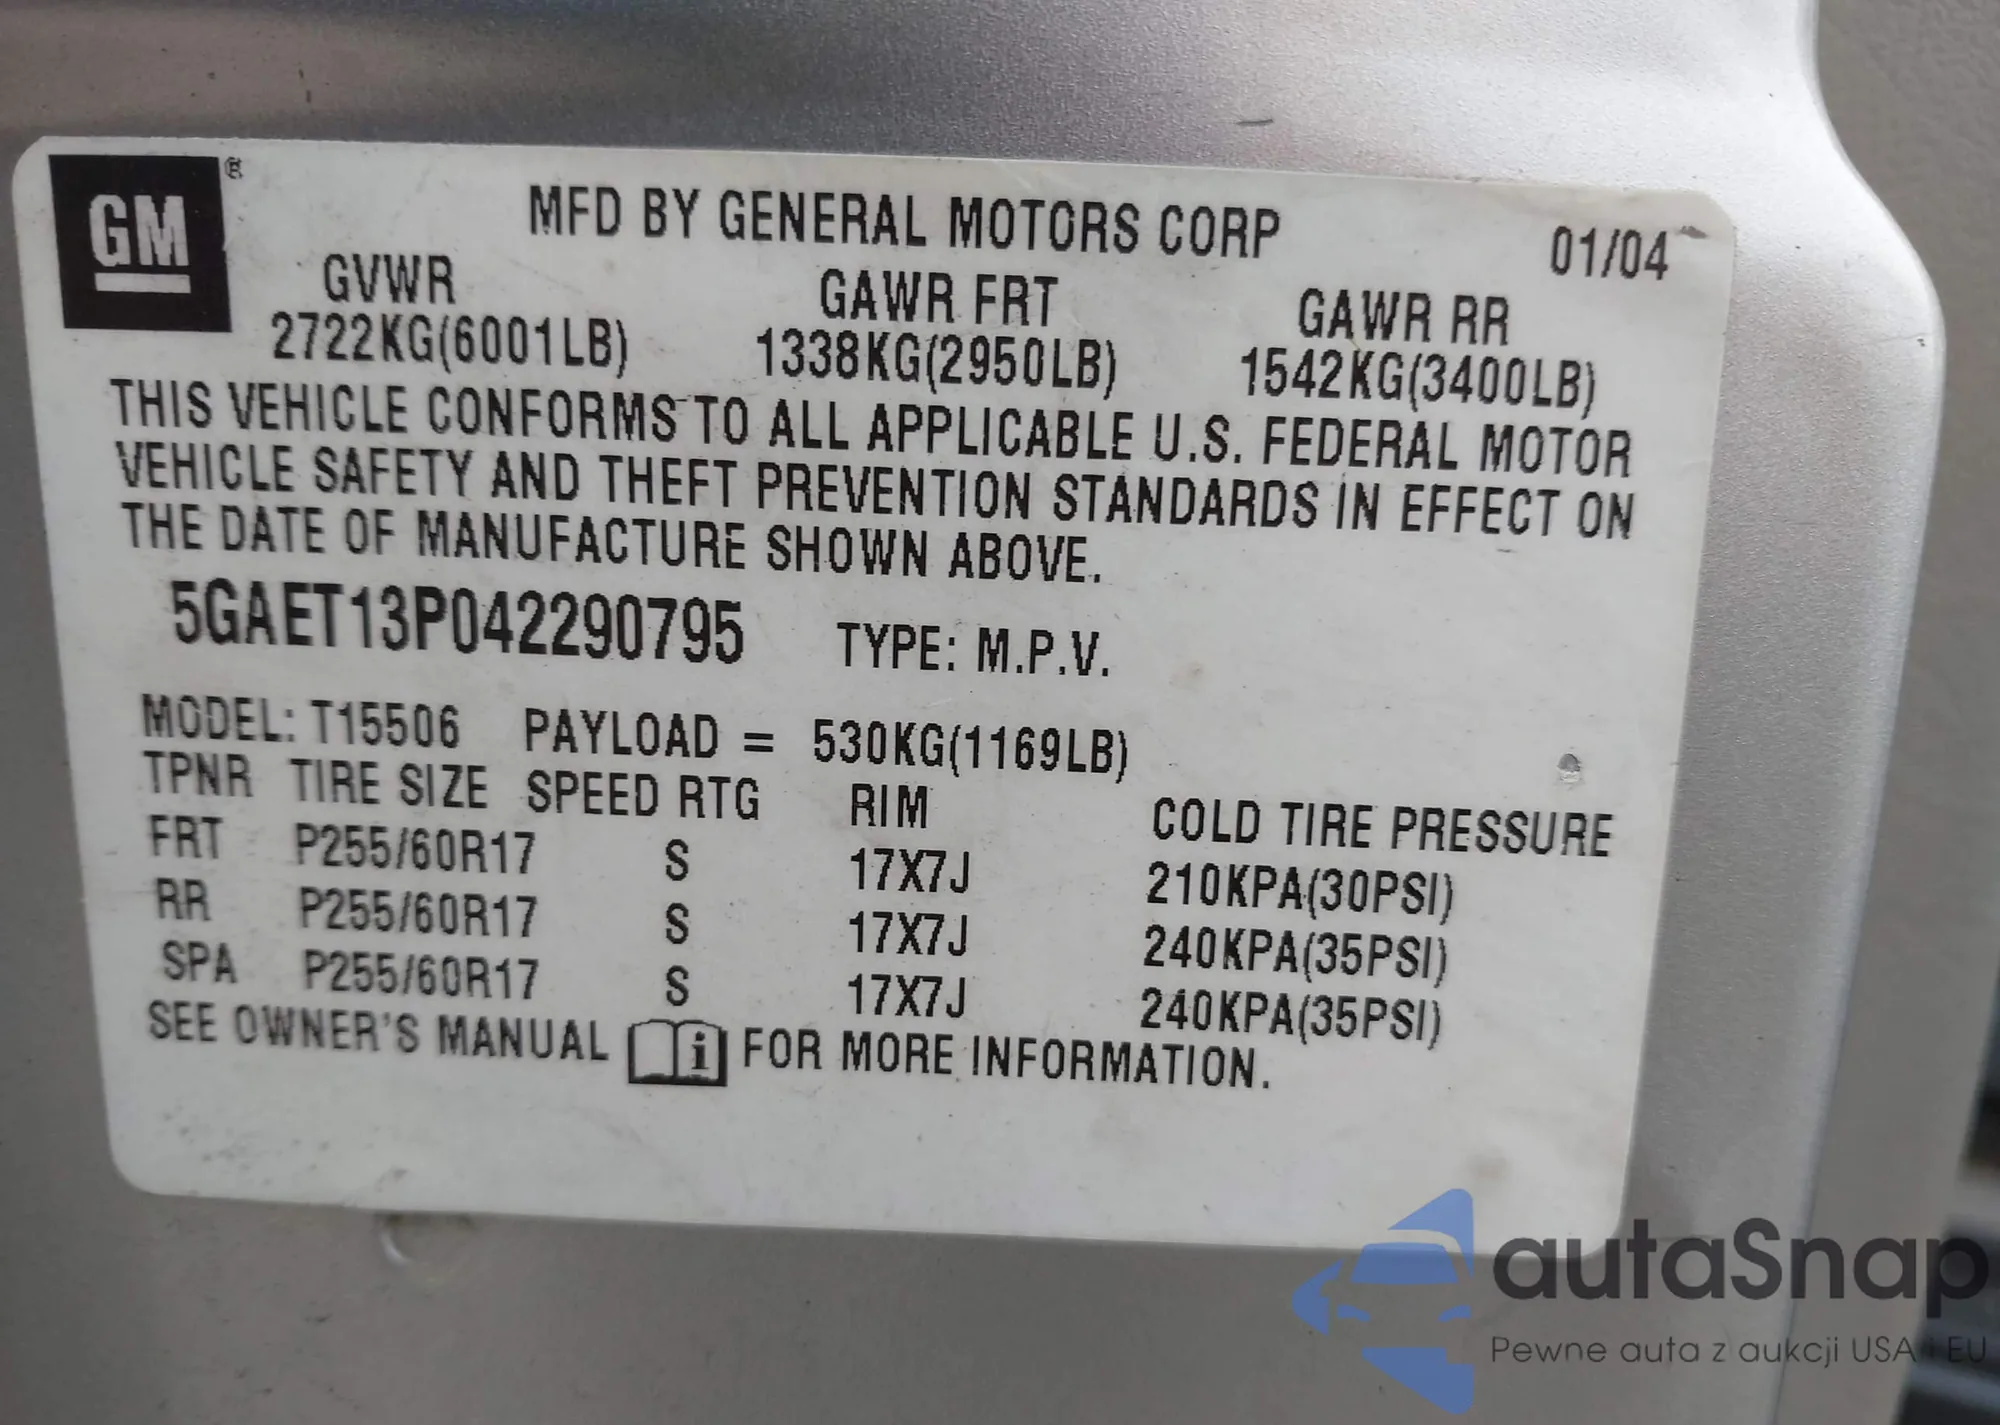 GM®
MFD BY GENERAL MOTORS CORP 01/04
GVWR GAWR FRT GAWR RR
2722KG(6001LB) 1338KG(2950LB) 1542KG(3400LB)
THIS VEHICLE CONFORMS TO ALL APPLICABLE U.S. FEDERAL MOTOR
VEHICLE SAFETY AND THEFT PREVENTION STANDARDS IN EFFECT ON
THE DATE OF MANUFACTURE SHOWN ABOVE.
5GAET13P042290795 TYPE: M.P.V.
MODEL: T15506 PAYLOAD = 530KG(1169LB)
TPNR TIRE SIZE SPEED RTG RIM COLD TIRE PRESSURE
FRT P255/60R17 S 17X7J 210KPA(30PSI)
RR P255/60R17 S 17X7J 240KPA(35PSI)
SPA P255/60R17 S 17X7J 240KPA(35PSI)
SEE OWNER'S MANUAL i FOR MORE INFORMATION.
autaSnap
Pewne auta z aukcji USA i EU